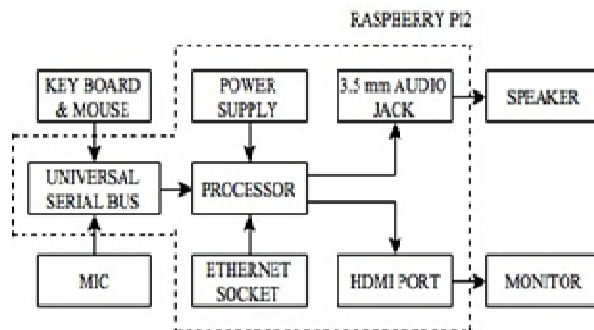 RASPBERRY PI2
KEY BOARD
& MOUSE
POWER
SUPPLY
3.5 mm AUDIO
JACK
SPEAKER
UNIVERSAL
SERIAL BUS
PROCESSOR
MIC
ETHERNET
SOCKET
HDMI PORT
MONITOR